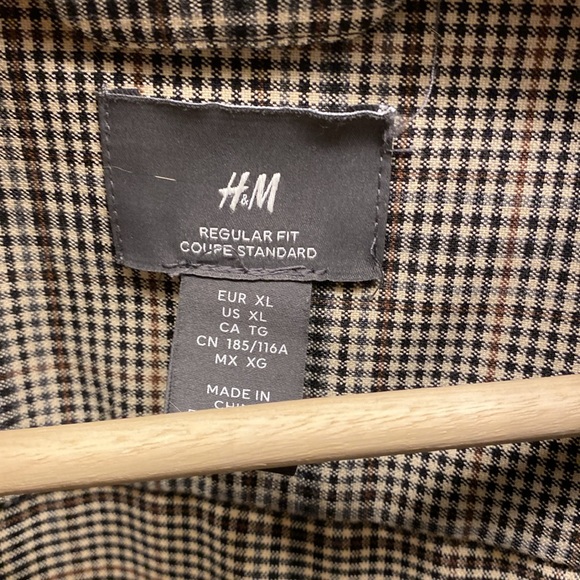 H&M
REGULAR FIT
COUPE STANDARD
EUR XL
US XL
CA TG
CN 185/116A
MX XG
MADE IN